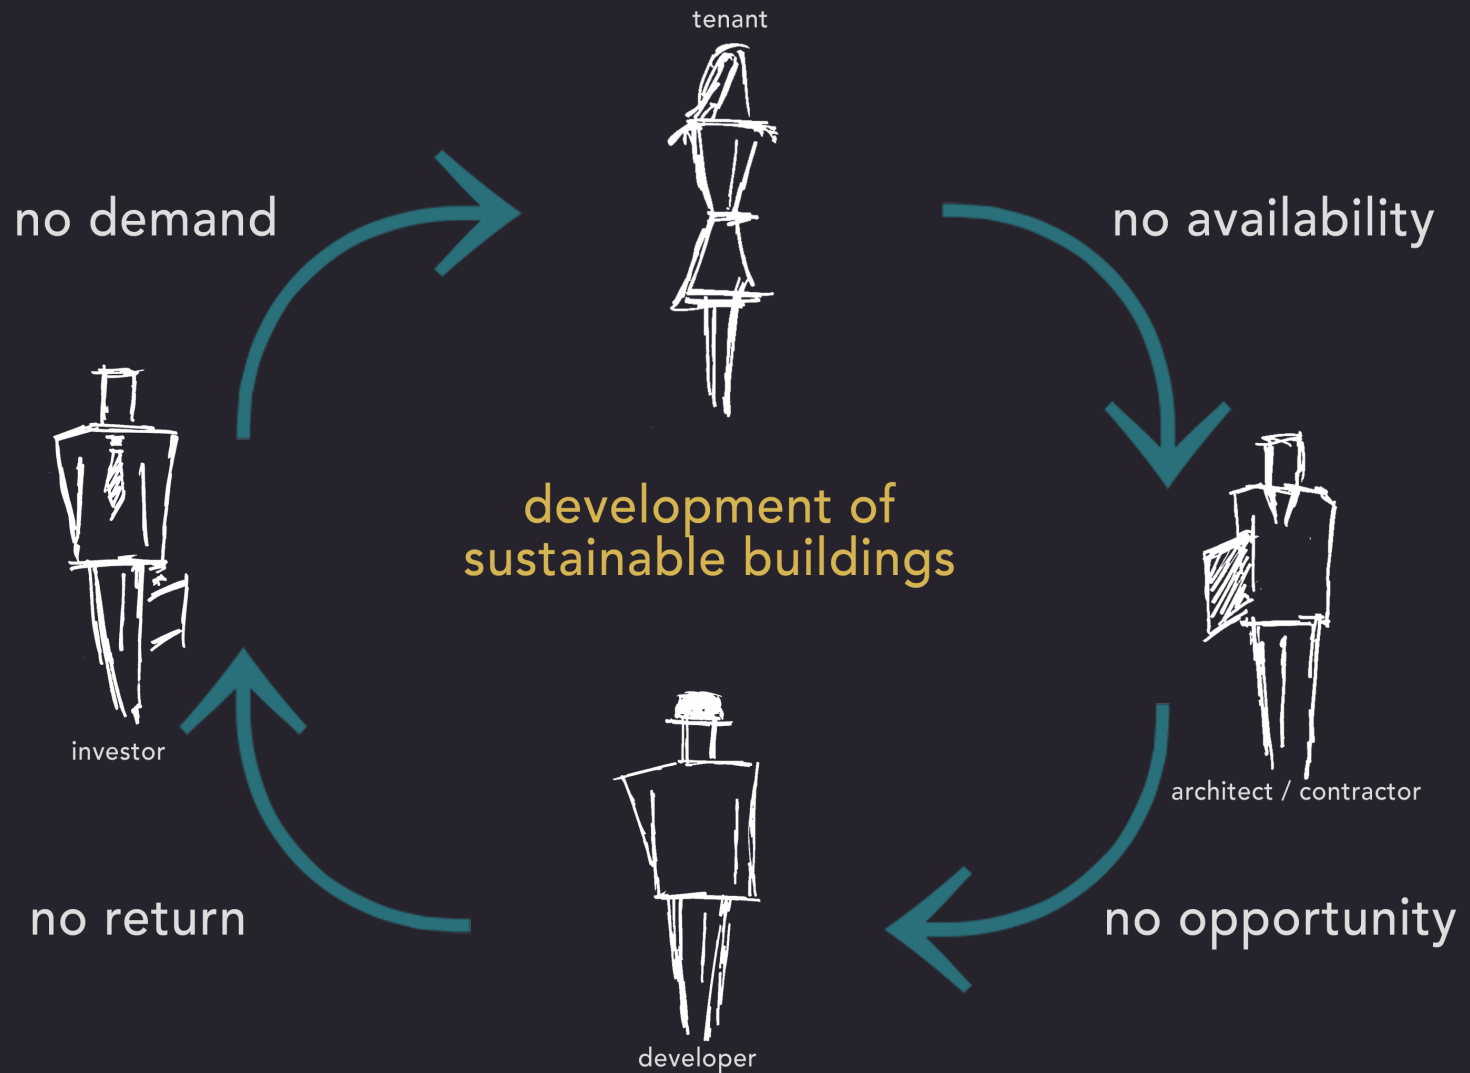 tenant
no demand
no availability
development of
sustainable buildings
investor
architect / contractor
no return
no opportunity
developer